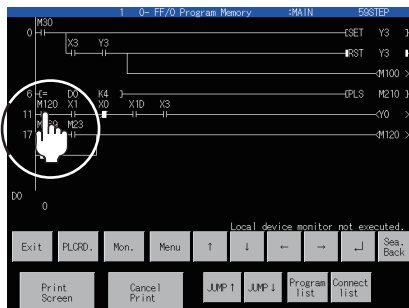 1 0- FF/0 Program Memory :MAIN 59STEP
M30
0 SET Y3
X3 Y3
RST Y3
M100
6 = D0 K4 PLS M210
M120 X1 X0 X1D X3
11 Y0
M23
17 M120
D0
0
Local device monitor not executed.
Exit PLCRD. Mon. Menu ↑ ↓ ← → ↵ Sea. Back
Print Screen Cancel Print JUMP↑ JUMP↓ Program list Connect list